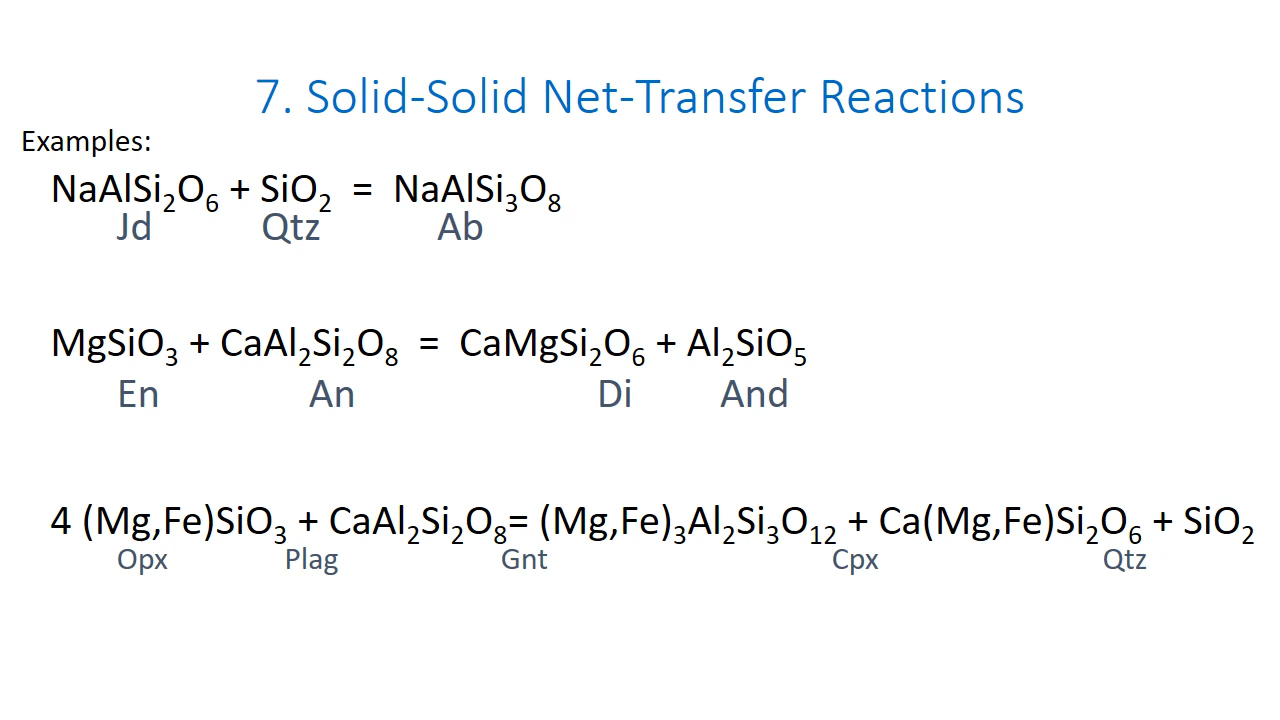 7. Solid-Solid Net-Transfer Reactions
Examples:
NaAlSi₂O₆ + SiO₂ = NaAlSi₃O₈
Jd Qtz Ab
MgSiO₃ + CaAl₂Si₂O₈ = CaMgSi₂O₆ + Al₂SiO₅
En An Di And
4 (Mg,Fe)SiO₃ + CaAl₂Si₂O₈= (Mg,Fe)₃Al₂Si₃O₁₂ + Ca(Mg,Fe)Si₂O₆ + SiO₂
Opx Plag Gnt Cpx Qtz